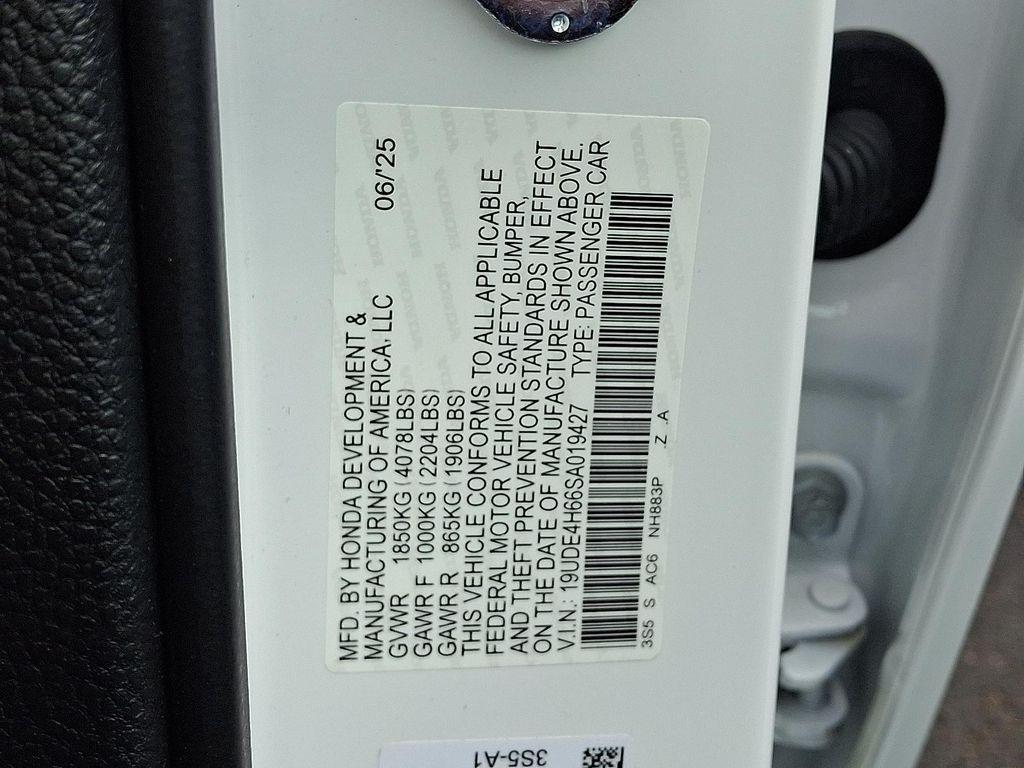 MFD. BY HONDA DEVELOPMENT &
MANUFACTURING OF AMERICA, LLC 06/'25
GVWR 1850KG (4078LBS)
GAWR F 1000KG (2204LBS)
GAWR R 865KG (1906LBS)
THIS VEHICLE CONFORMS TO ALL APPLICABLE
FEDERAL MOTOR VEHICLE SAFETY, BUMPER,
AND THEFT PREVENTION STANDARDS IN EFFECT
ON THE DATE OF MANUFACTURE SHOWN ABOVE.
V.I.N.: 19UDE4H66SA019427 TYPE: PASSENGER CAR
3S5 S AC6 NH883P Z A
3S5-A1